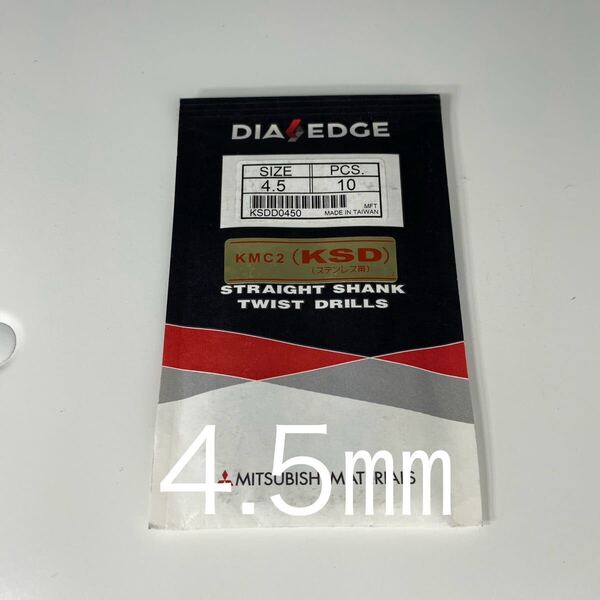 DIA EDGE
SIZE PCS.
4.5 10
KSDD0450 MFT
MADE IN TAIWAN
KMC2 (KSD)
(ステンレス用)
STRAIGHT SHANK
TWIST DRILLS
4.5mm
MITSUBISHI MATERIALS